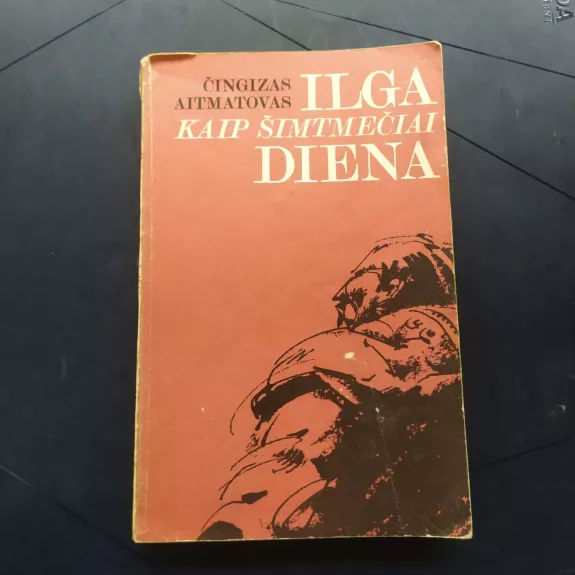 ČINGIZAS
AITMATOVAS
ILGA
KAIP ŠIMTMEČIAI
DIENA